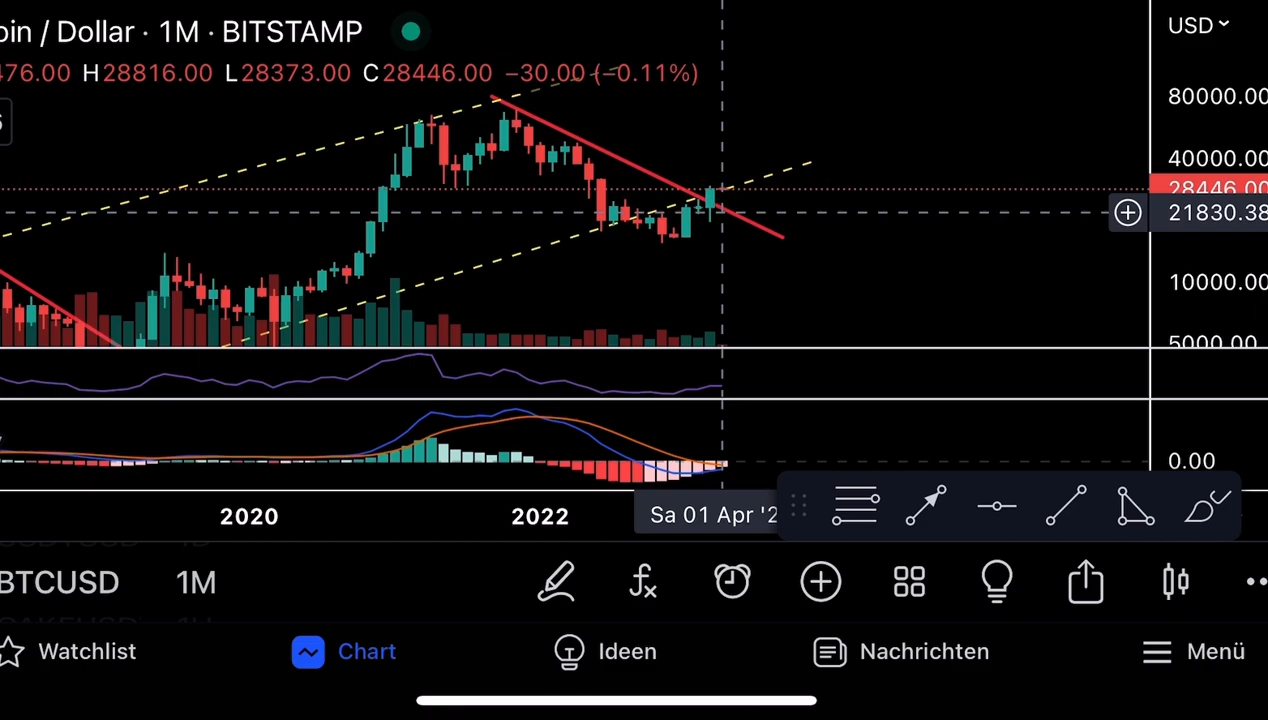 oin / Dollar · 1M · BITSTAMP
USD
476.00 H28816.00 L28373.00 C28446.00 −30.00 (−0.11%)
80000.00
40000.00
28446.00
21830.38
10000.00
5000.00
0.00
2020
2022
Sa 01 Apr '2
BTCUSD 1M
Watchlist
Chart
Ideen
Nachrichten
Menü